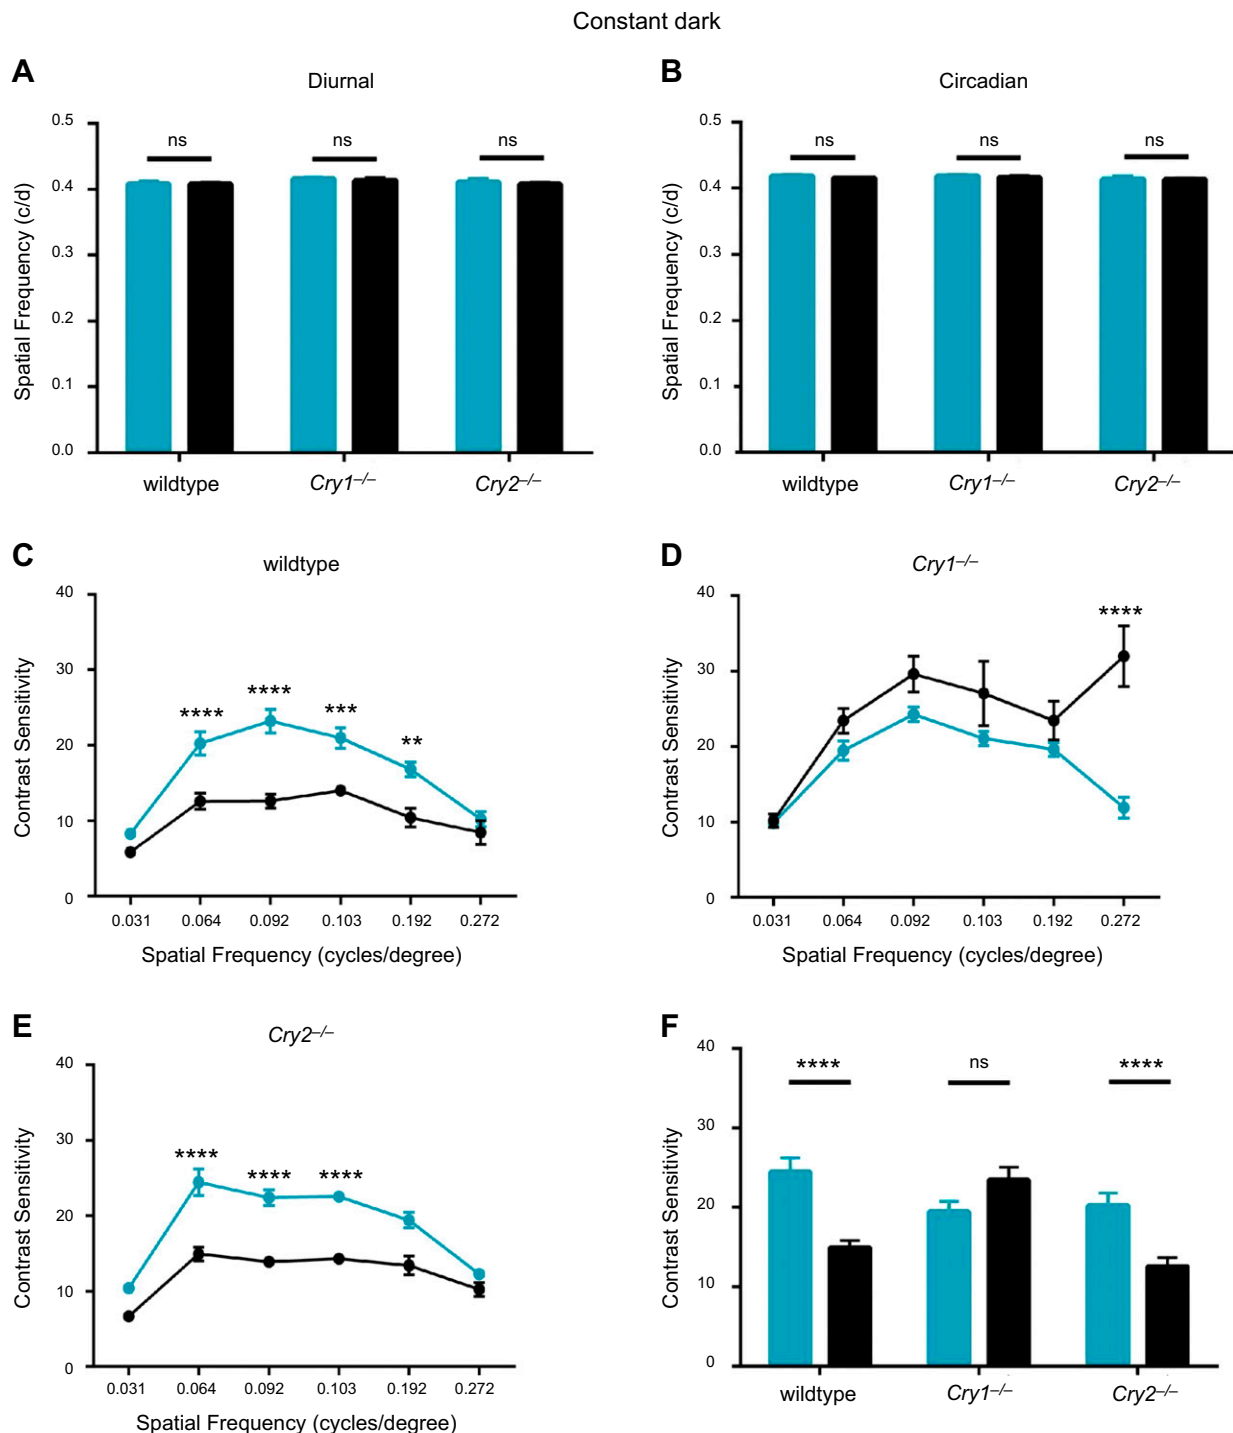 Constant dark
A
Diurnal
Spatial Frequency (c/d)
0.5
0.4
0.3
0.2
0.1
0.0
ns
ns
ns
wildtype
Cry1–/–
Cry2–/–
B
Circadian
Spatial Frequency (c/d)
0.5
0.4
0.3
0.2
0.1
0.0
ns
ns
ns
wildtype
Cry1–/–
Cry2–/–
C
wildtype
Contrast Sensitivity
40
30
20
10
0
****
****
***
**
0.031 0.064 0.092 0.103 0.192 0.272
Spatial Frequency (cycles/degree)
D
Cry1–/–
Contrast Sensitivity
40
30
20
10
0
****
0.031 0.064 0.092 0.103 0.192 0.272
Spatial Frequency (cycles/degree)
E
Cry2–/–
Contrast Sensitivity
40
30
20
10
0
****
****
****
0.031 0.064 0.092 0.103 0.192 0.272
Spatial Frequency (cycles/degree)
F
Contrast Sensitivity
40
30
20
10
0
****
ns
****
wildtype
Cry1–/–
Cry2–/–